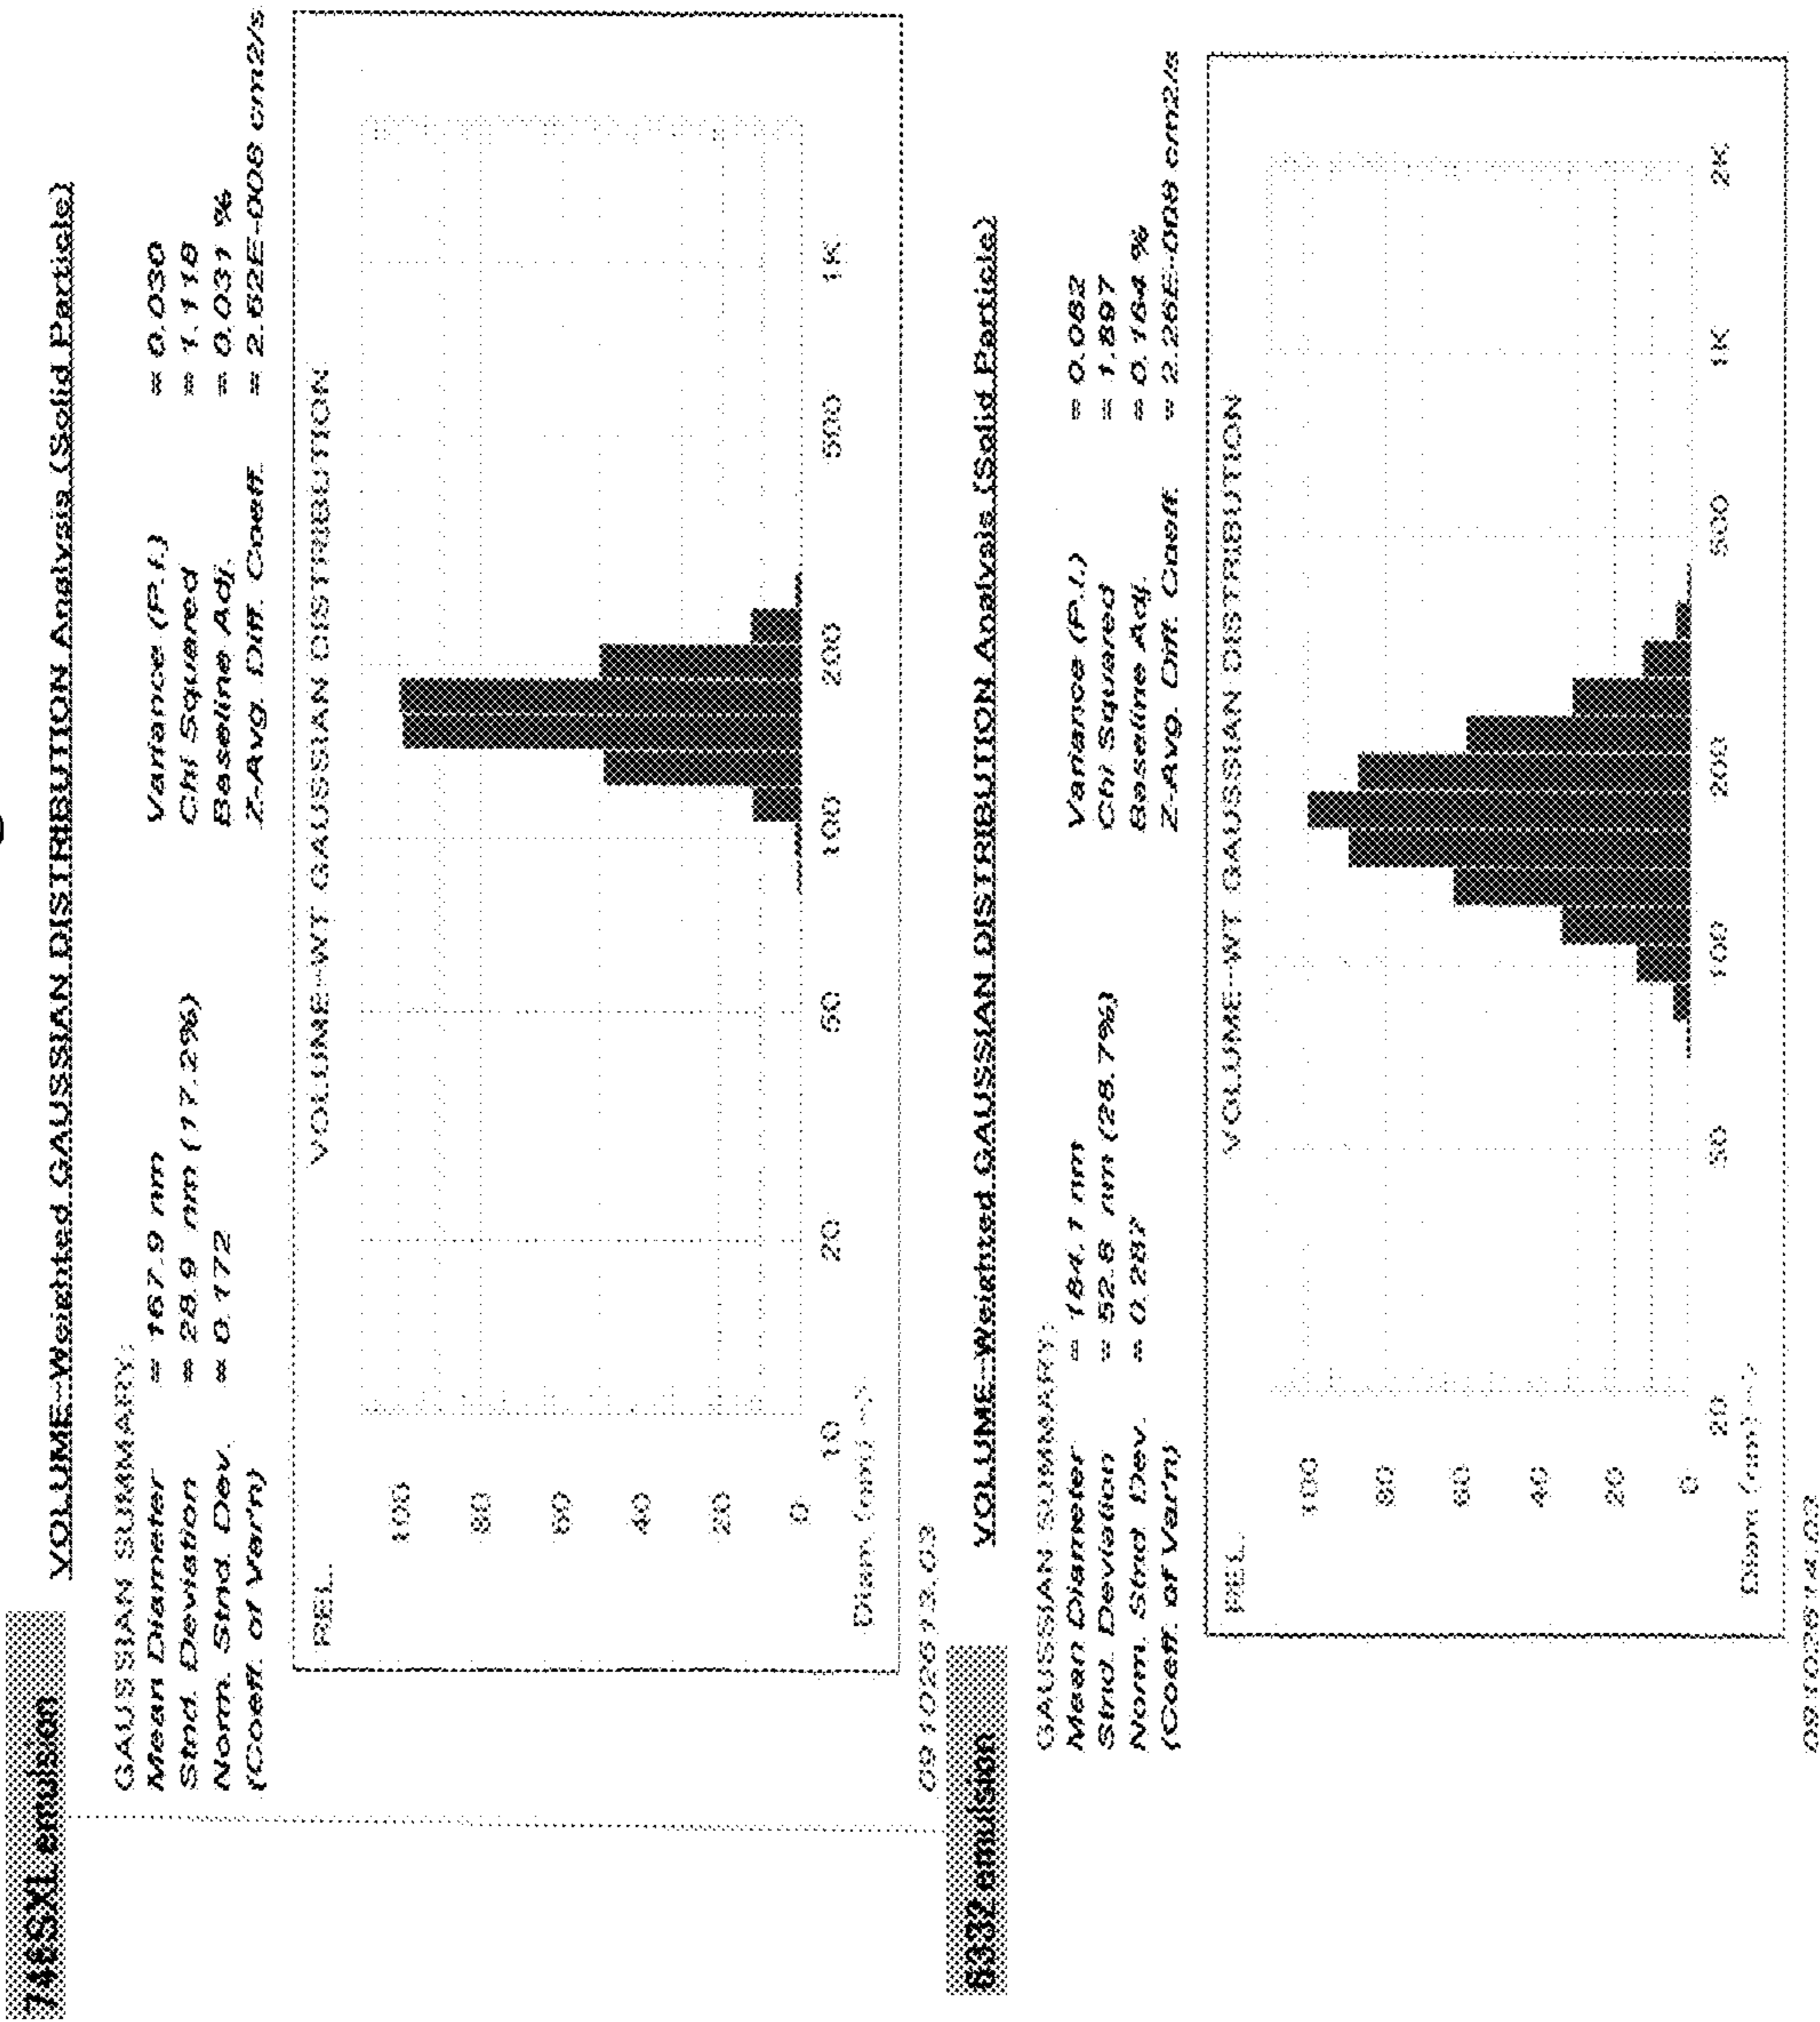 746SXL emulsion
VOLUME-Weighted GAUSSIAN DISTRIBUTION Analysis (Solid Particle)
GAUSSIAN SUMMARY:
Mean Diameter = 167.9 nm Variance (P.I.) = 0.030
Stnd. Deviation = 28.9 nm (17.2%) Chi Squared = 1.118
Norm. Stnd. Dev. = 0.172 Baseline Adj. = 0.031 %
(Coeff. of Var'n) Z-Avg. Diff. Coeff. = 2.62E-008 cm2/s
VOLUME-WT GAUSSIAN DISTRIBUTION
REL.
100
80
60
40
20
0
10 20 50 100 200 500 1K
Diam (nm) ->
09102613.03
6332 emulsion
VOLUME-Weighted GAUSSIAN DISTRIBUTION Analysis (Solid Particle)
GAUSSIAN SUMMARY:
Mean Diameter = 184.1 nm Variance (P.I.) = 0.082
Stnd. Deviation = 52.8 nm (28.7%) Chi Squared = 1.897
Norm. Stnd. Dev. = 0.287 Baseline Adj. = 0.164 %
(Coeff. of Var'n) Z-Avg. Diff. Coeff. = 2.26E-008 cm2/s
VOLUME-WT GAUSSIAN DISTRIBUTION
REL.
100
80
60
40
20
0
20 50 100 200 500 1K 2K
Diam (nm) ->
09102614.03